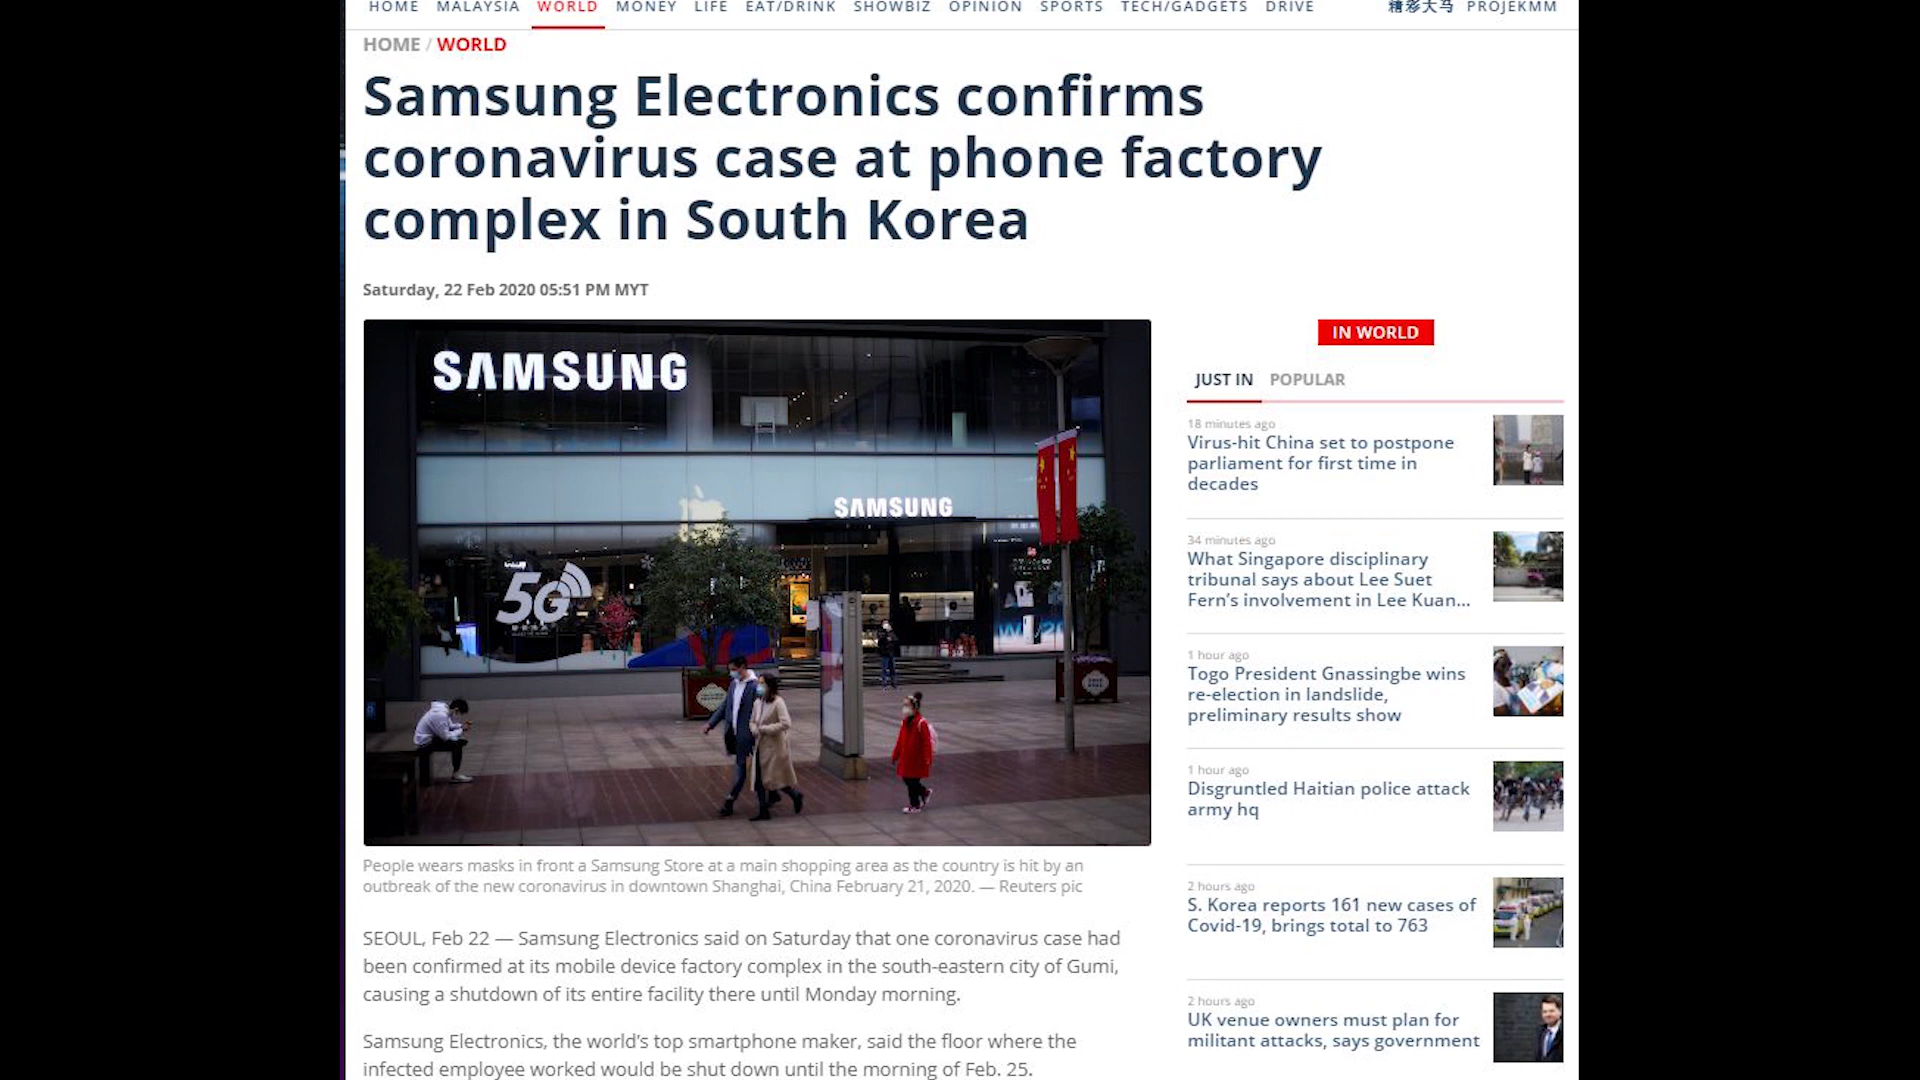 HOME MALAYSIA WORLD MONEY LIFE EAT/DRINK SHOWBIZ OPINION SPORTS TECH/GADGETS DRIVE 精彩大马 PROJEKMM
HOME / WORLD
Samsung Electronics confirms
coronavirus case at phone factory
complex in South Korea
Saturday, 22 Feb 2020 05:51 PM MYT
SAMSUNG
SAMSUNG
5G
People wears masks in front a Samsung Store at a main shopping area as the country is hit by an
outbreak of the new coronavirus in downtown Shanghai, China February 21, 2020. — Reuters pic
SEOUL, Feb 22 — Samsung Electronics said on Saturday that one coronavirus case had
been confirmed at its mobile device factory complex in the south-eastern city of Gumi,
causing a shutdown of its entire facility there until Monday morning.
Samsung Electronics, the world's top smartphone maker, said the floor where the
infected employee worked would be shut down until the morning of Feb. 25.
IN WORLD
JUST IN POPULAR
18 minutes ago
Virus-hit China set to postpone
parliament for first time in
decades
34 minutes ago
What Singapore disciplinary
tribunal says about Lee Suet
Fern's involvement in Lee Kuan...
1 hour ago
Togo President Gnassingbe wins
re-election in landslide,
preliminary results show
1 hour ago
Disgruntled Haitian police attack
army hq
2 hours ago
S. Korea reports 161 new cases of
Covid-19, brings total to 763
2 hours ago
UK venue owners must plan for
militant attacks, says government